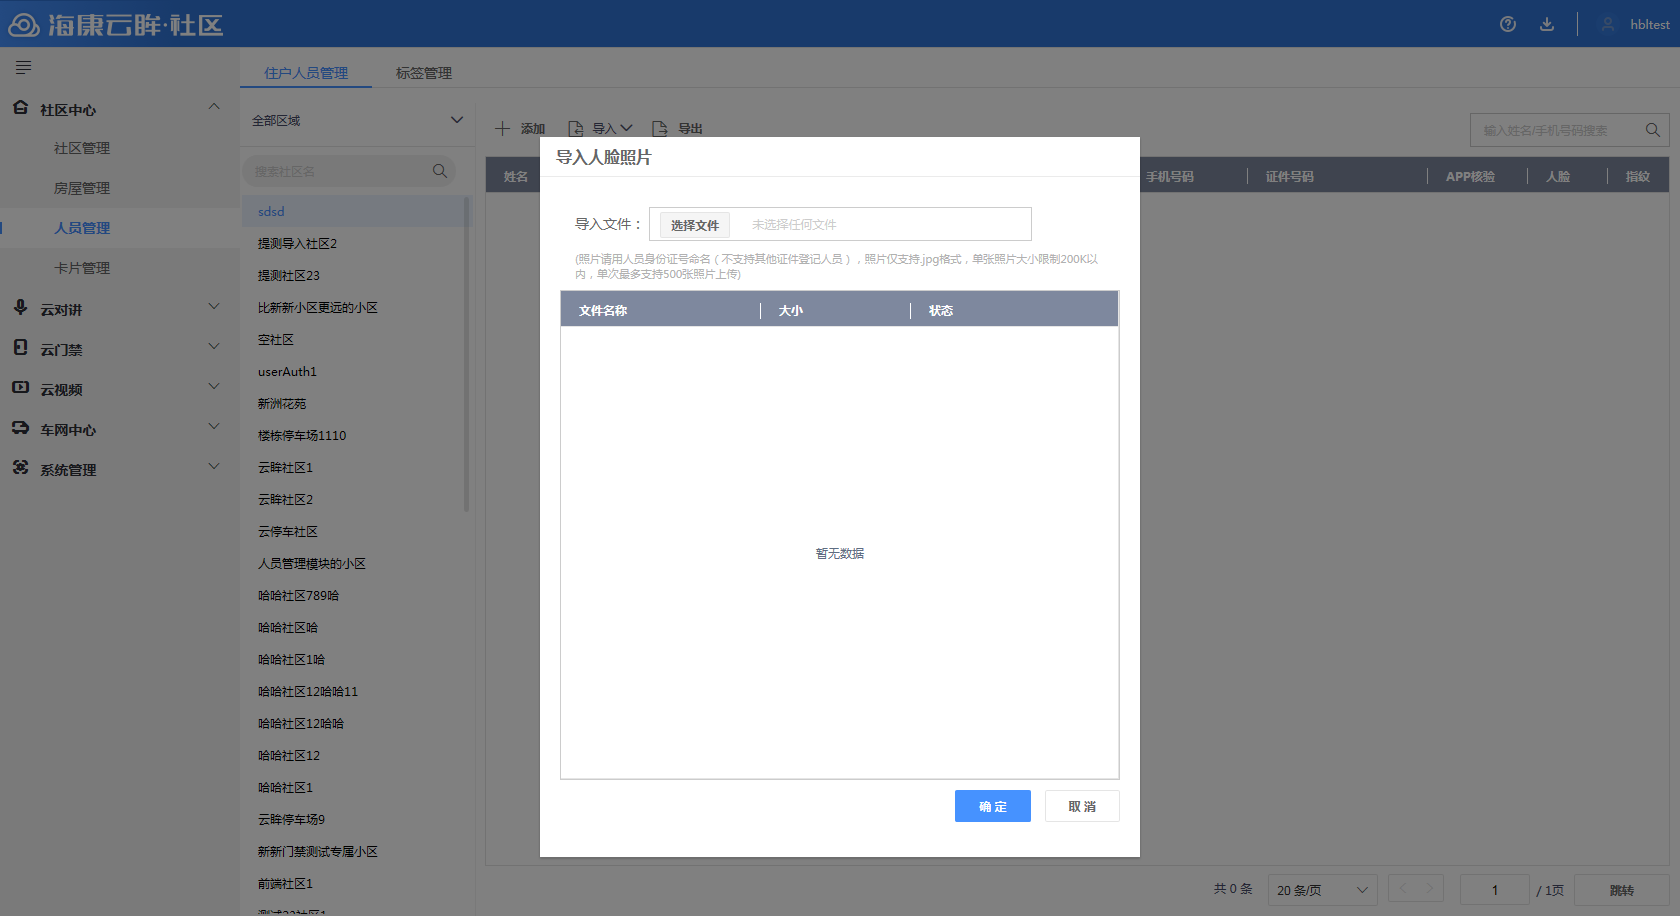 海康云眸·社区
hbltest
住户人员管理
标签管理
社区中心
社区管理
房屋管理
人员管理
卡片管理
云对讲
云门禁
云视频
车网中心
系统管理
全部区域
搜索社区名
sdsd
提测导入社区2
提测社区23
比新新小区更远的小区
空社区
userAuth1
新洲花苑
楼栋停车场1110
云眸社区1
云眸社区2
云停车社区
人员管理模块的小区
哈哈社区789哈
哈哈社区哈
哈哈社区1哈
哈哈社区12哈哈11
哈哈社区12哈哈
哈哈社区12
哈哈社区1
云眸停车场9
新新门禁测试专属小区
前端社区1
测试22社区1
添加
导入
导出
输入姓名/手机号码搜索
姓名
手机号码
证件号码
APP核验
人脸
指纹
导入人脸照片
导入文件：
选择文件
未选择任何文件
(照片请用人员身份证号命名（不支持其他证件登记人员），照片仅支持.jpg格式，单张照片大小限制200K以
内，单次最多支持500张照片上传)
文件名称
大小
状态
暂无数据
确 定
取 消
共 0 条
20 条/页
1
/ 1页
跳转